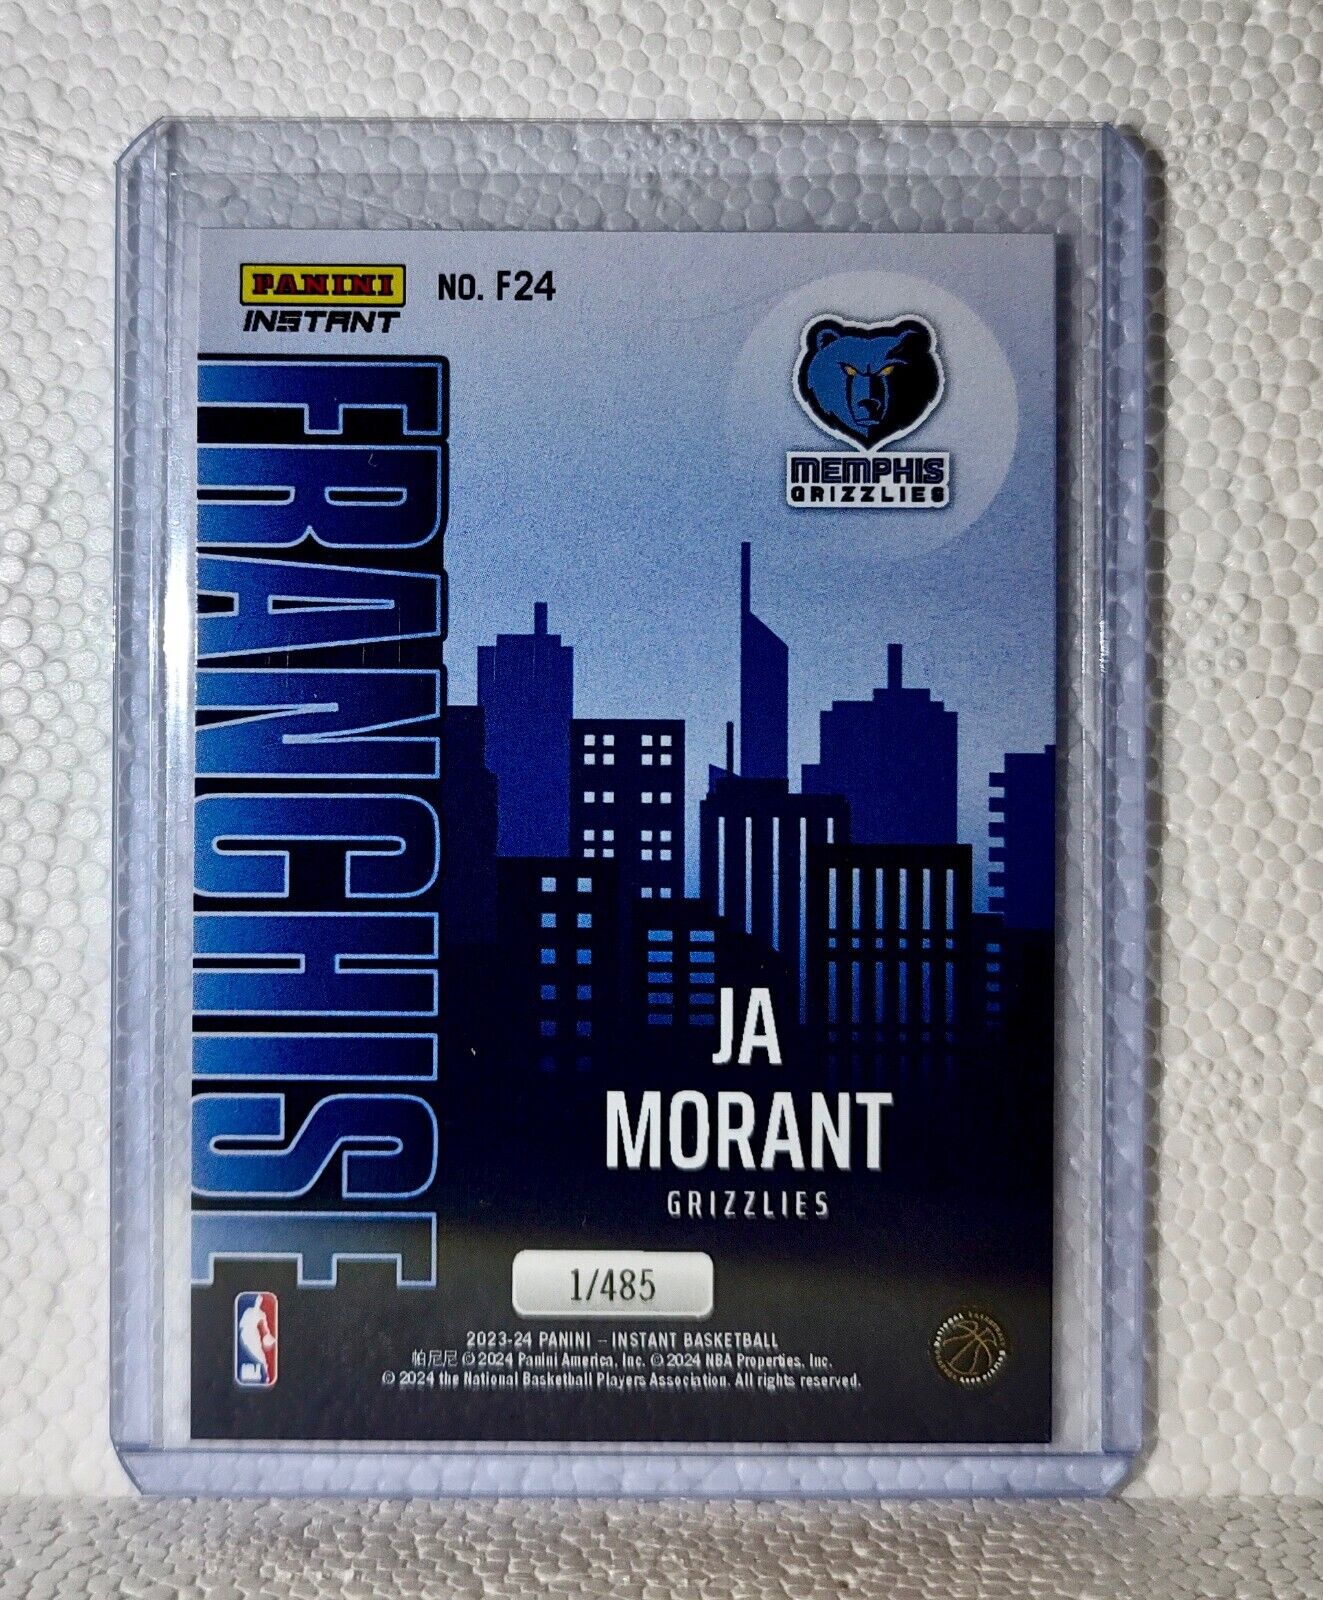 PANINI
INSTANT
NO. F24
FRANCHISE
MEMPHIS
GRIZZLIES
JA
MORANT
GRIZZLIES
1/485
2023-24 PANINI – INSTANT BASKETBALL
帕尼尼 © 2024 Panini America, Inc. © 2024 NBA Properties, Inc.
© 2024 the National Basketball Players Association. All rights reserved.